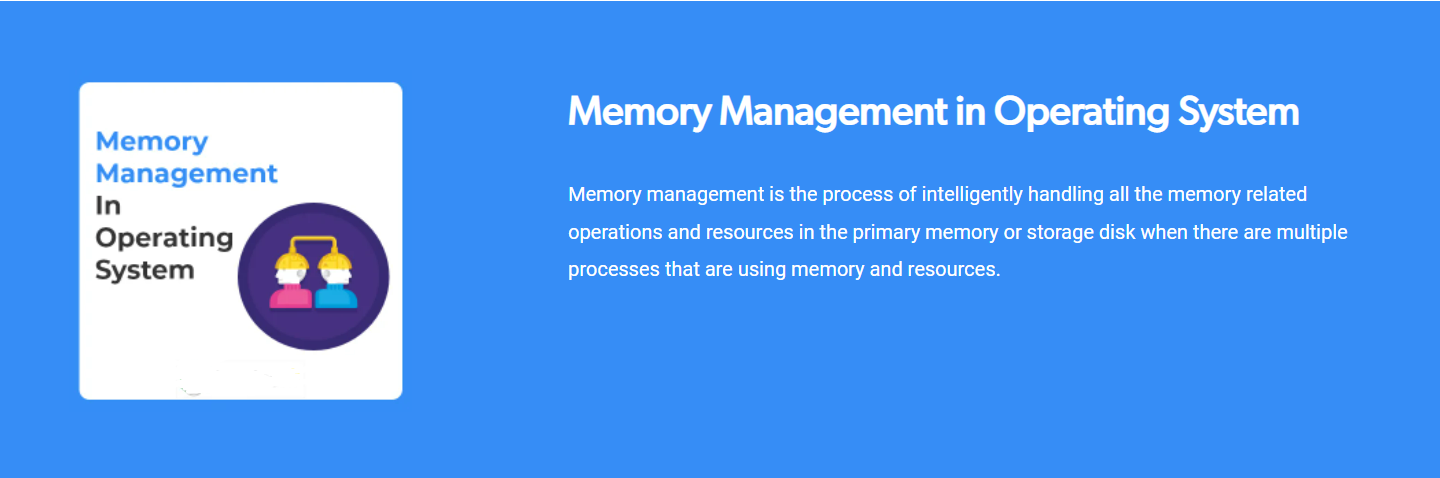 Memory
Management
In
Operating
System
Memory Management in Operating System
Memory management is the process of intelligently handling all the memory related
operations and resources in the primary memory or storage disk when there are multiple
processes that are using memory and resources.